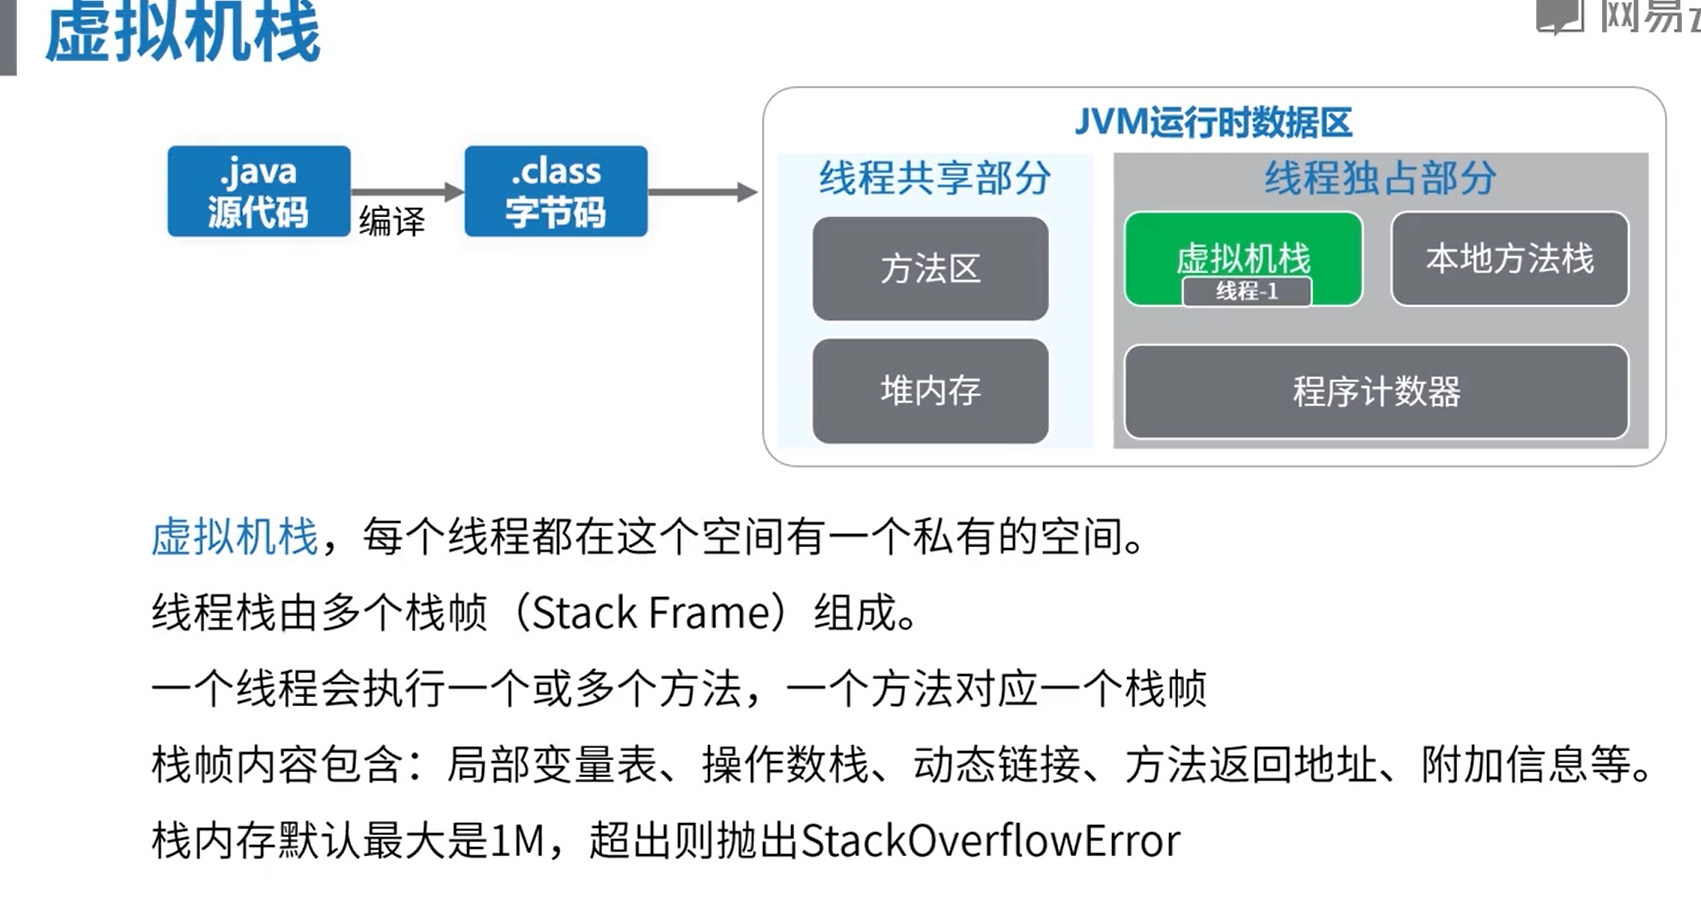 虚拟机栈
网易
JVM运行时数据区
.java
源代码
编译
.class
字节码
线程共享部分
方法区
堆内存
线程独占部分
虚拟机栈
线程-1
本地方法栈
程序计数器
虚拟机栈，每个线程都在这个空间有一个私有的空间。
线程栈由多个栈帧（Stack Frame）组成。
一个线程会执行一个或多个方法，一个方法对应一个栈帧
栈帧内容包含：局部变量表、操作数栈、动态链接、方法返回地址、附加信息等。
栈内存默认最大是1M，超出则抛出StackOverflowError